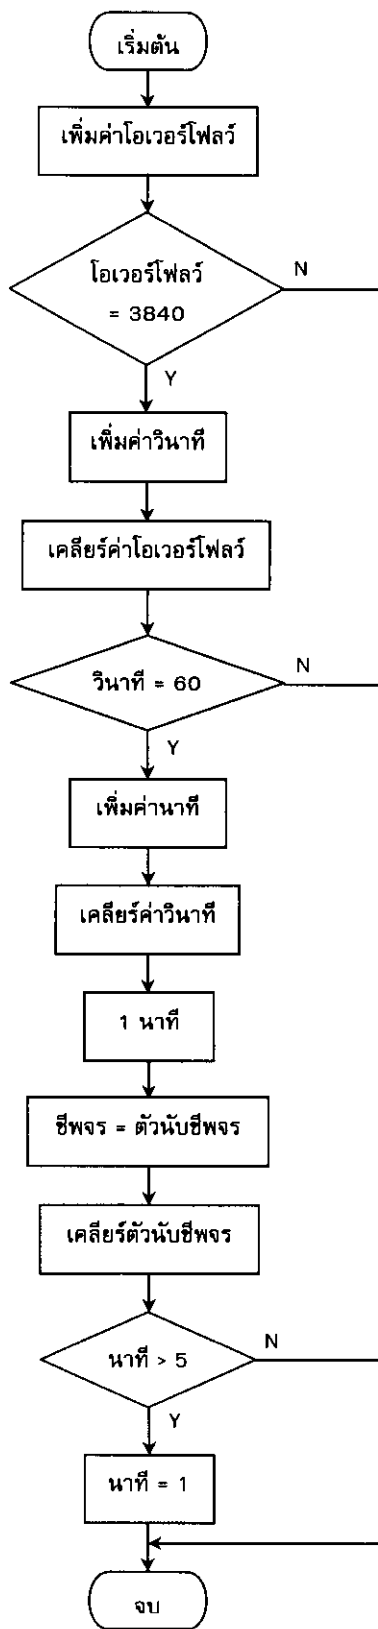 เริ่มต้น
เพิ่มค่าโอเวอร์โฟลว์
โอเวอร์โฟลว์
= 3840
N
Y
เพิ่มค่าวินาที
เคลียร์ค่าโอเวอร์โฟลว์
วินาที = 60
N
Y
เพิ่มค่านาที
เคลียร์ค่าวินาที
1 นาที
ชีพจร = ตัวนับชีพจร
เคลียร์ตัวนับชีพจร
นาที > 5
N
Y
นาที = 1
จบ